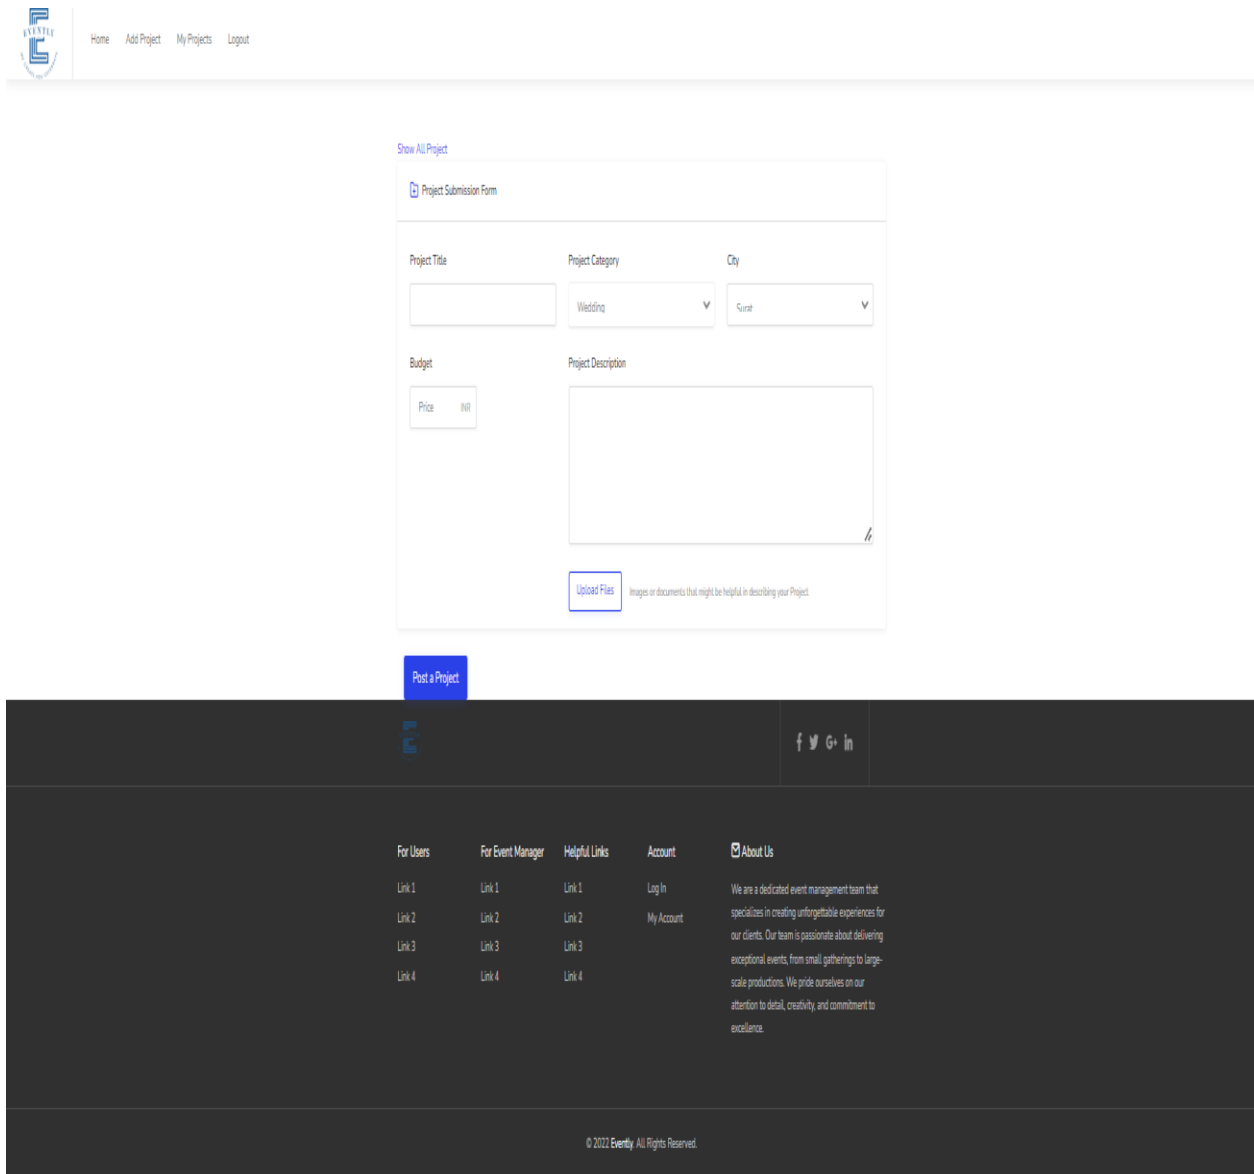 EVENTLY
Home Add Project My Projects Logout
Show All Project
Project Submission Form
Project Title Project Category City
Wedding Surat
Budget Project Description
Price INR
Upload Files Images or documents that might be helpful in describing your Project
Post a Project
For Users For Event Manager Helpful Links Account About Us
Link 1 Link 1 Link 1 Log In
Link 2 Link 2 Link 2 My Account
Link 3 Link 3 Link 3
Link 4 Link 4 Link 4
We are a dedicated event management team that
specializes in creating unforgettable experiences for
our clients. Our team is passionate about delivering
exceptional events, from small gatherings to large-
scale productions. We pride ourselves on our
attention to detail, creativity, and commitment to
excellence.
© 2022 Evently. All Rights Reserved.